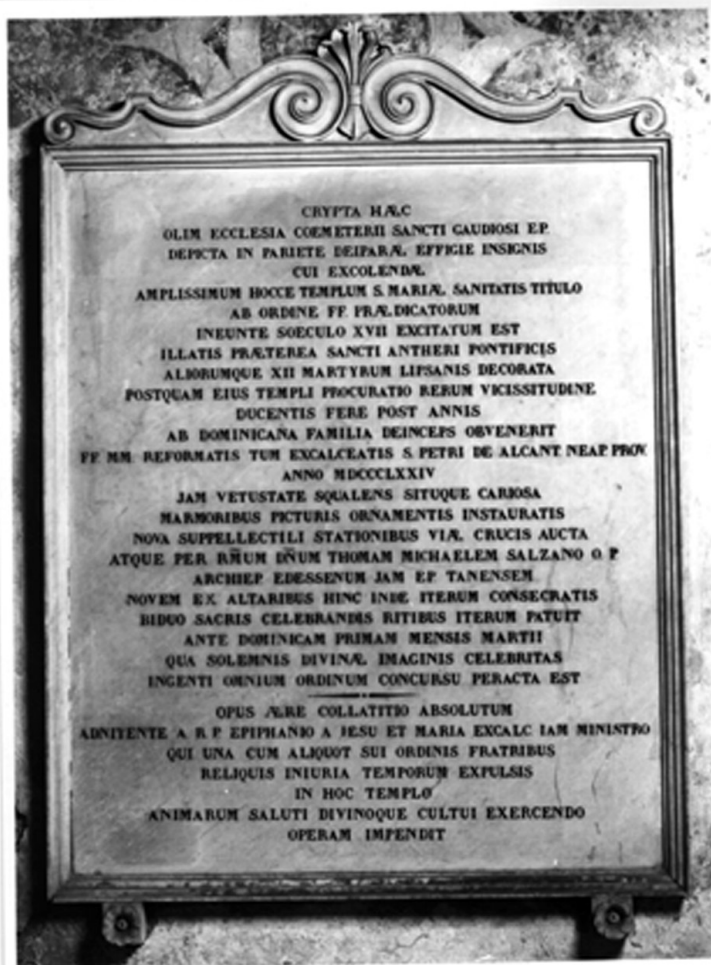 CRYPTA HÆC
OLIM ECCLESIA COEMETERII SANCTI GAUDIOSI EP.
DEPICTA IN PARIETE DEIPARÆ EFFIGIE INSIGNIS
CUI EXCOLENDÆ
AMPLISSIMUM HOCCE TEMPLUM S. MARIÆ SANITATIS TITULO
AB ORDINE FF. PRÆDICATORUM
INEUNTE SOECULO XVII EXCITATUM EST
ILLATIS PRÆTEREA SANCTI ANTHERI PONTIFICIS
ALIORUMQUE XII MARTYRUM LIPSANIS DECORATA
POSTQUAM EIUS TEMPLI PROCURATIO RERUM VICISSITUDINE
DUCENTIS FERE POST ANNIS
AB DOMINICANA FAMILIA DEINCEPS OBVENERIT
FF. MM. REFORMATIS TUM EXCALCEATIS S. PETRI DE ALCANT. NEAP. PROV.
ANNO MDCCCLXXIV
JAM VETUSTATE SQUALENS SITUQUE CARIOSA
MARMORIBUS PICTURIS ORNAMENTIS INSTAURATIS
NOVA SUPPELLECTILI STATIONIBUS VIÆ CRUCIS AUCTA
ATQUE PER RM̃UM DÑUM THOMAM MICHAELEM SALZANO O. P.
ARCHIEP. EDESSENUM JAM EP. TANENSEM
NOVEM EX ALTARIBUS HINC INDE ITERUM CONSECRATIS
BIDUO SACRIS CELEBRANDIS RITIBUS ITERUM PATUIT
ANTE DOMINICAM PRIMAM MENSIS MARTII
QUA SOLEMNIS DIVINÆ IMAGINIS CELEBRITAS
INGENTI OMNIUM ORDINUM CONCURSU PERACTA EST
OPUS ÆRE COLLATITIO ABSOLUTUM
ADNITENTE A. R. P. EPIPHANIO A JESU ET MARIA EXCALC. IAM MINISTRO
QUI UNA CUM ALIQUOT SUI ORDINIS FRATRIBUS
RELIQUIS INIURIA TEMPORUM EXPULSIS
IN HOC TEMPLO
ANIMARUM SALUTI DIVINOQUE CULTUI EXERCENDO
OPERAM IMPENDIT